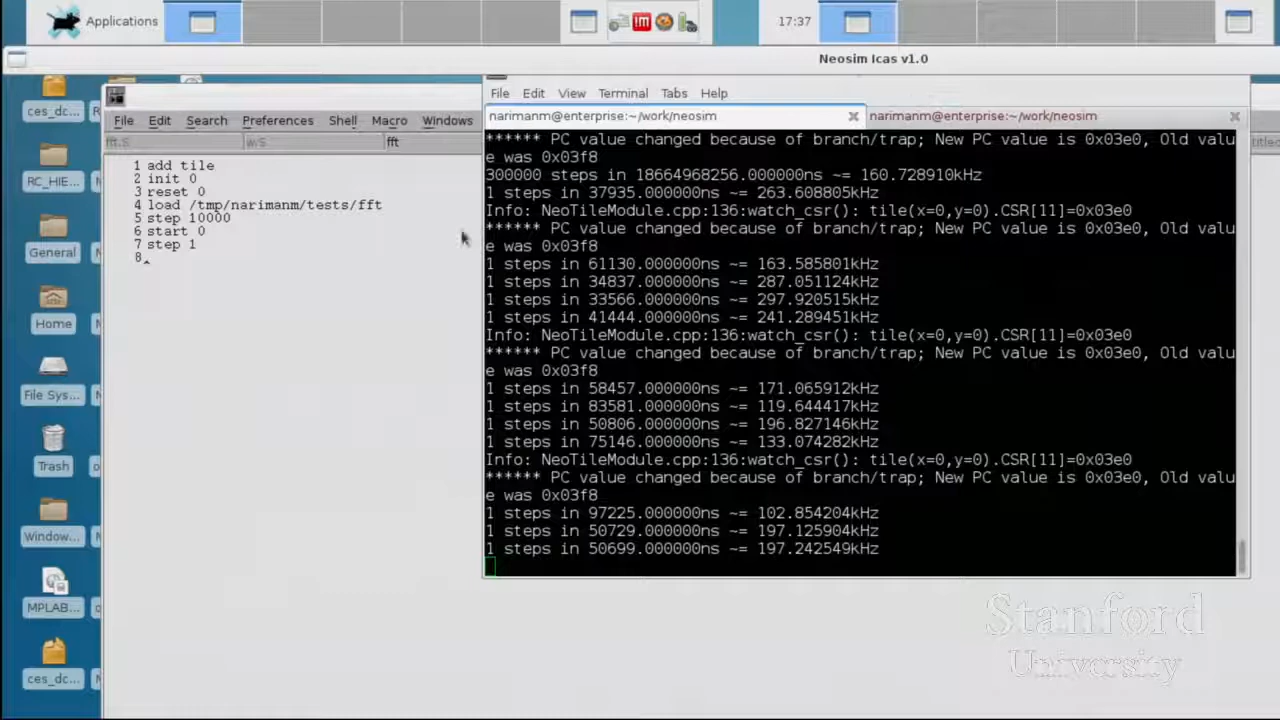 Applications
17:37
Neosim Icas v1.0
File Edit View Terminal Tabs Help
narimanm@enterprise:~/work/neosim
narimanm@enterprise:~/work/neosim
File Edit Search Preferences Shell Macro Windows
fft.S
w/S
fft
1 add tile
2 init 0
3 reset 0
4 load /tmp/narimanm/tests/fft
5 step 10000
6 start 0
7 step 1
8
****** PC value changed because of branch/trap; New PC value is 0x03e0, Old valu
e was 0x03f8
300000 steps in 18664968256.000000ns ~= 160.728910kHz
1 steps in 37935.000000ns ~= 263.608805kHz
Info: NeoTileModule.cpp:136:watch_csr(): tile(x=0,y=0).CSR[11]=0x03e0
****** PC value changed because of branch/trap; New PC value is 0x03e0, Old valu
e was 0x03f8
1 steps in 61130.000000ns ~= 163.585801kHz
1 steps in 34837.000000ns ~= 287.051124kHz
1 steps in 33566.000000ns ~= 297.920515kHz
1 steps in 41444.000000ns ~= 241.289451kHz
Info: NeoTileModule.cpp:136:watch_csr(): tile(x=0,y=0).CSR[11]=0x03e0
****** PC value changed because of branch/trap; New PC value is 0x03e0, Old valu
e was 0x03f8
1 steps in 58457.000000ns ~= 171.065912kHz
1 steps in 83581.000000ns ~= 119.644417kHz
1 steps in 50806.000000ns ~= 196.827146kHz
1 steps in 75146.000000ns ~= 133.074282kHz
Info: NeoTileModule.cpp:136:watch_csr(): tile(x=0,y=0).CSR[11]=0x03e0
****** PC value changed because of branch/trap; New PC value is 0x03e0, Old valu
e was 0x03f8
1 steps in 97225.000000ns ~= 102.854204kHz
1 steps in 50729.000000ns ~= 197.125904kHz
1 steps in 50699.000000ns ~= 197.242549kHz
ces_dc...
RC_HIE...
General
Home
File Sys...
Trash
Window...
MPLAB...
ces_dc...
Stanford
University